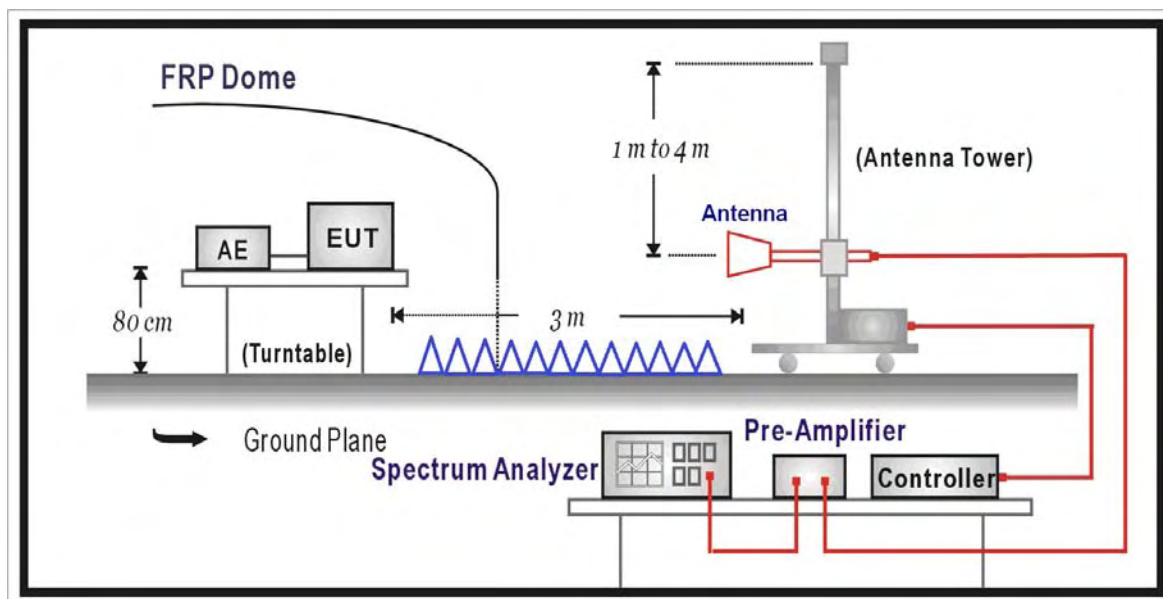 FRP Dome
1 m to 4 m
(Antenna Tower)
Antenna
AE
EUT
80 cm
3 m
(Turntable)
Ground Plane
Pre-Amplifier
Spectrum Analyzer
Controller